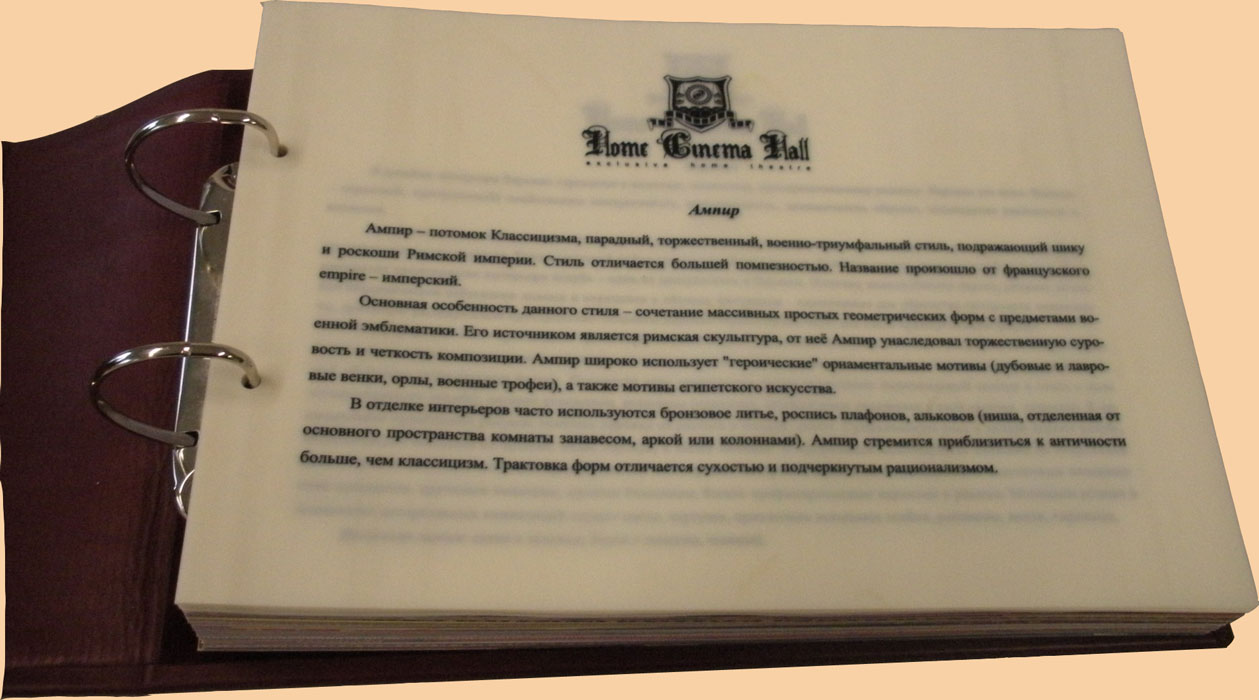 Home Cinema Hall
exclusive home theatre
Ампир
Ампир – потомок Классицизма, парадный, торжественный, военно-триумфальный стиль, подражающий шику
и роскоши Римской империи. Стиль отличается большей помпезностью. Название произошло от французского
empire – имперский.
Основная особенность данного стиля – сочетание массивных простых геометрических форм с предметами во-
енной эмблематики. Его источником является римская скульптура, от неё Ампир унаследовал торжественную суро-
вость и четкость композиции. Ампир широко использует "героические" орнаментальные мотивы (дубовые и лавро-
вые венки, орлы, военные трофеи), а также мотивы египетского искусства.
В отделке интерьеров часто используются бронзовое литье, роспись плафонов, альковов (ниша, отделенная от
основного пространства комнаты занавесом, аркой или колоннами). Ампир стремится приблизиться к античности
больше, чем классицизм. Трактовка форм отличается сухостью и подчеркнутым рационализмом.